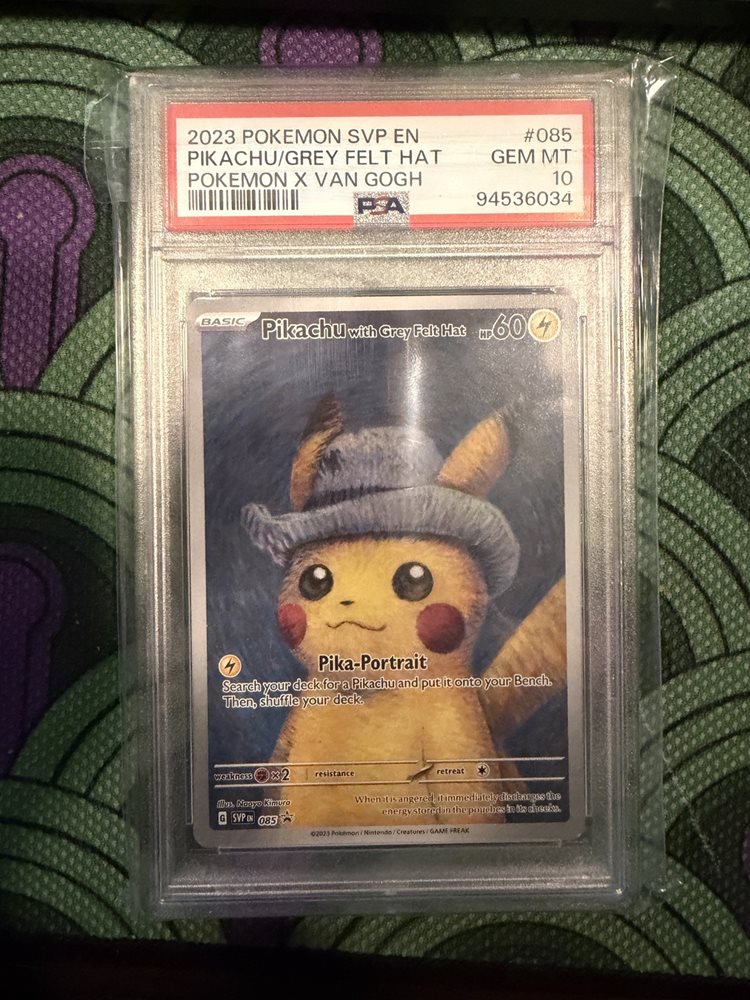 2023 POKEMON SVP EN #085
PIKACHU/GREY FELT HAT GEM MT
POKEMON X VAN GOGH 10
PSA 94536034
BASIC Pikachu with Grey Felt Hat HP60
Pika-Portrait
Search your deck for a Pikachu and put it onto your Bench.
Then, shuffle your deck.
weakness ×2 resistance retreat
Illus. Naoyo Kimura
When it is angered, it immediately discharges the
energy stored in the pouches in its cheeks.
G SVP EN 085
©2023 Pokémon / Nintendo / Creatures / GAME FREAK